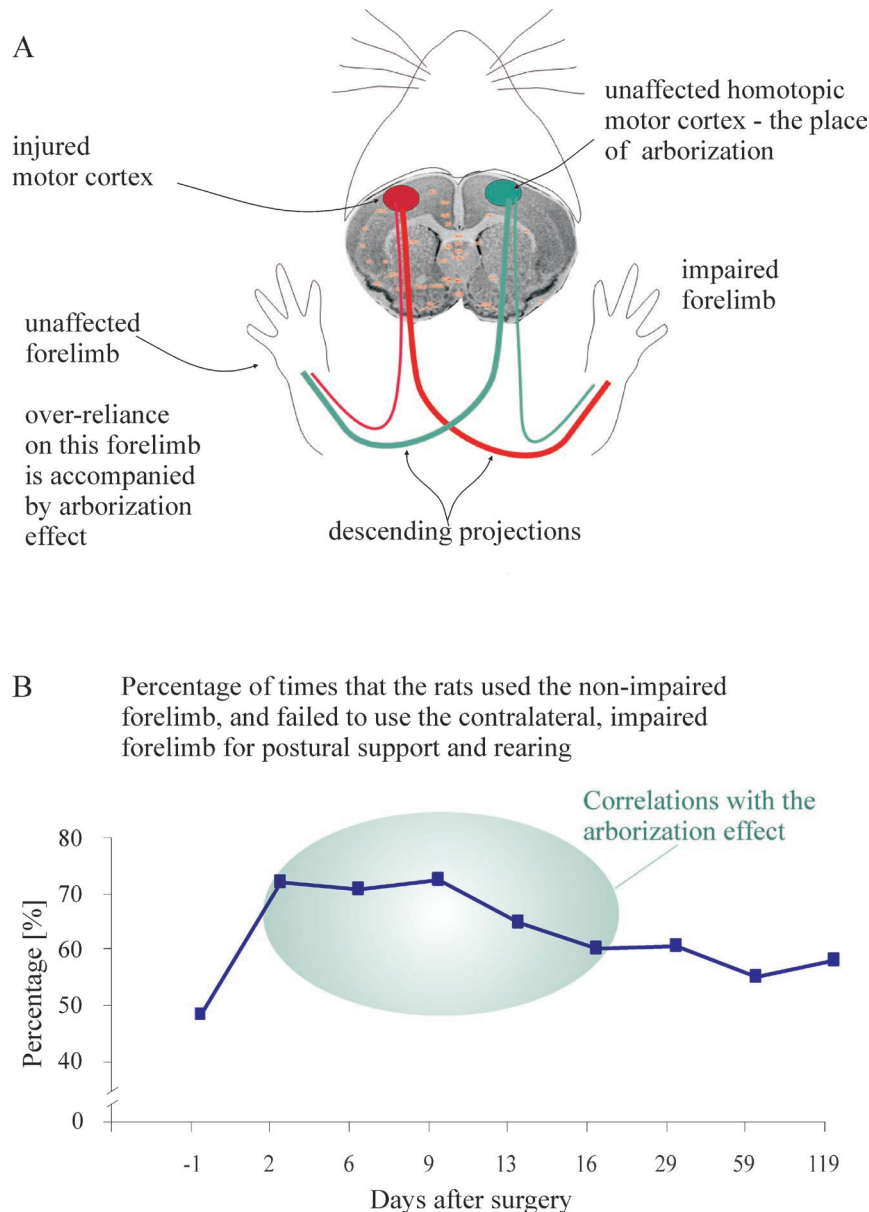 A
injured
motor cortex
unaffected homotopic
motor cortex - the place
of arborization
impaired
forelimb
unaffected
forelimb
over-reliance
on this forelimb
is accompanied
by arborization
effect
descending projections
B
Percentage of times that the rats used the non-impaired
forelimb, and failed to use the contralateral, impaired
forelimb for postural support and rearing
Correlations with the
arborization effect
Percentage [%]
80
70
60
50
40
0
-1 2 6 9 13 16 29 59 119
Days after surgery